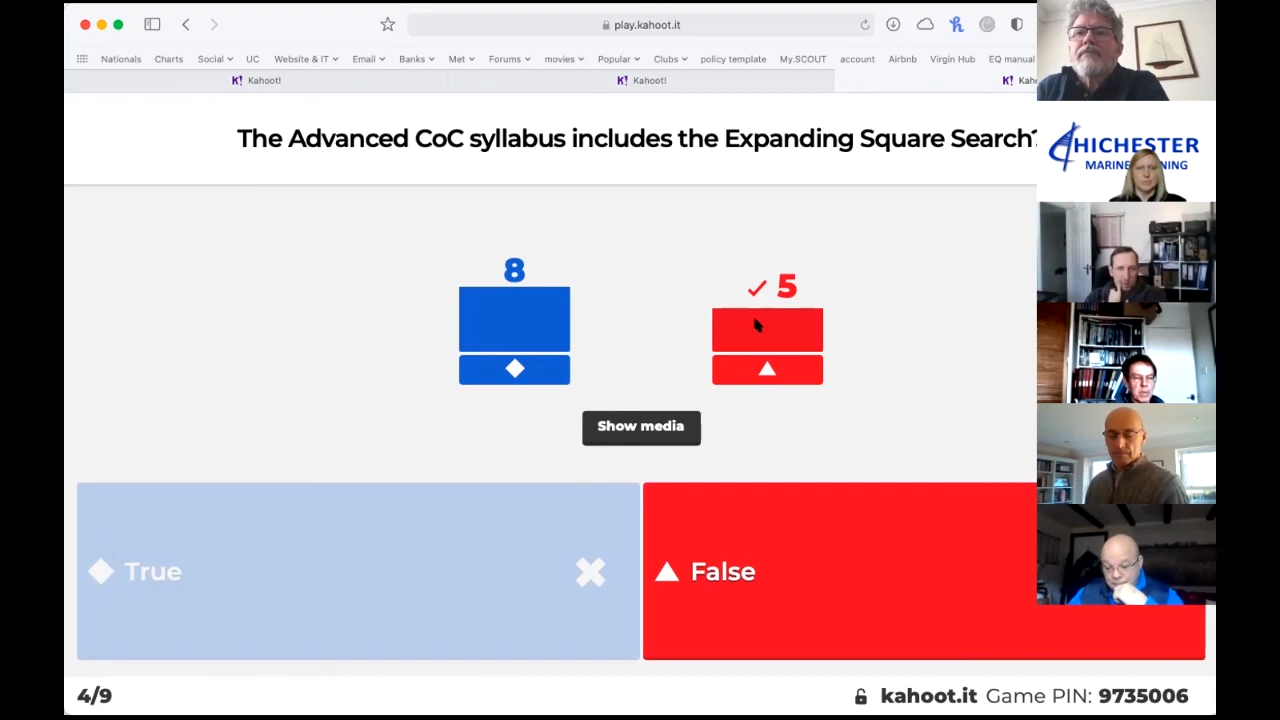 play.kahoot.it
Nationals Charts Social UC Website & IT Email Banks Met Forums movies Popular Clubs policy template My.SCOUT account Airbnb Virgin Hub EQ manual
K! Kahoot! K! Kahoot! K!
The Advanced CoC syllabus includes the Expanding Square Search?
HICHESTER
MARINE
8
5
Show media
True
False
4/9
kahoot.it Game PIN: 9735006